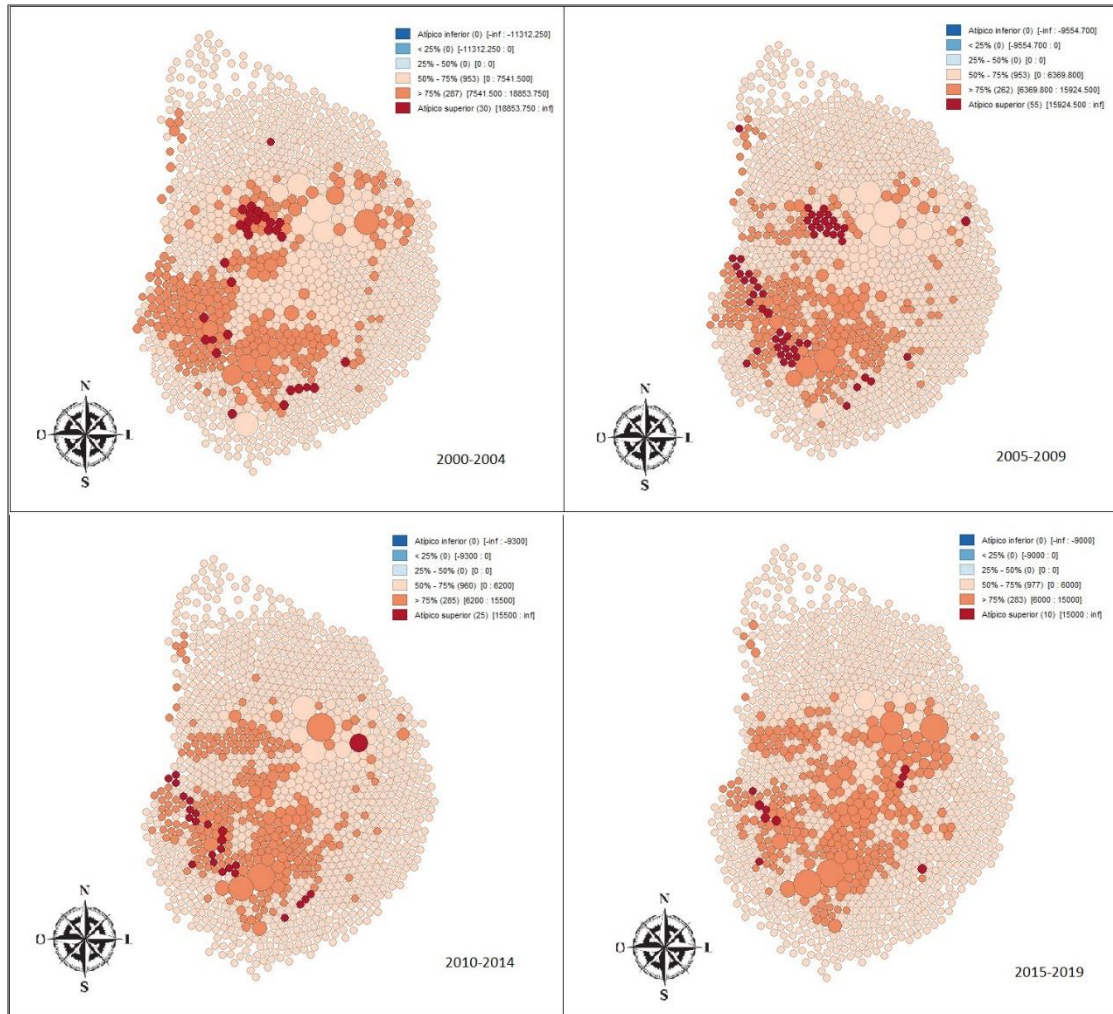 Atípico inferior (0) [-inf : -11312.250]
< 25% (0) [-11312.250 : 0]
25% - 50% (0) [0 : 0]
50% - 75% (953) [0 : 7541.500]
> 75% (287) [7541.500 : 18853.750]
Atípico superior (30) [18853.750 : inf]
N
O L
S
2000-2004
Atípico inferior (0) [-inf : -9554.700]
< 25% (0) [-9554.700 : 0]
25% - 50% (0) [0 : 0]
50% - 75% (953) [0 : 6369.800]
> 75% (262) [6369.800 : 15924.500]
Atípico superior (55) [15924.500 : inf]
N
O L
S
2005-2009
Atípico inferior (0) [-inf : -9300]
< 25% (0) [-9300 : 0]
25% - 50% (0) [0 : 0]
50% - 75% (960) [0 : 6200]
> 75% (285) [6200 : 15500]
Atípico superior (25) [15500 : inf]
N
O L
S
2010-2014
Atípico inferior (0) [-inf : -9000]
< 25% (0) [-9000 : 0]
25% - 50% (0) [0 : 0]
50% - 75% (977) [0 : 6000]
> 75% (283) [6000 : 15000]
Atípico superior (10) [15000 : inf]
N
O L
S
2015-2019